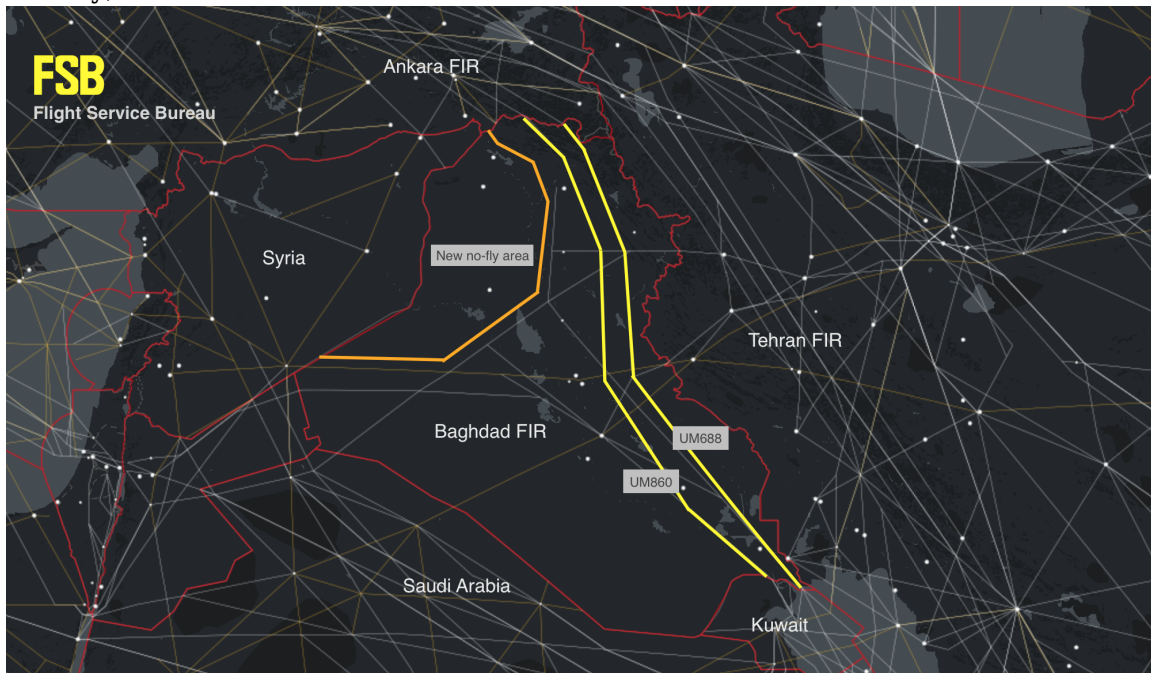 FSB
Flight Service Bureau
Ankara FIR
Syria
New no-fly area
Tehran FIR
Baghdad FIR
UM688
UM860
Saudi Arabia
Kuwait